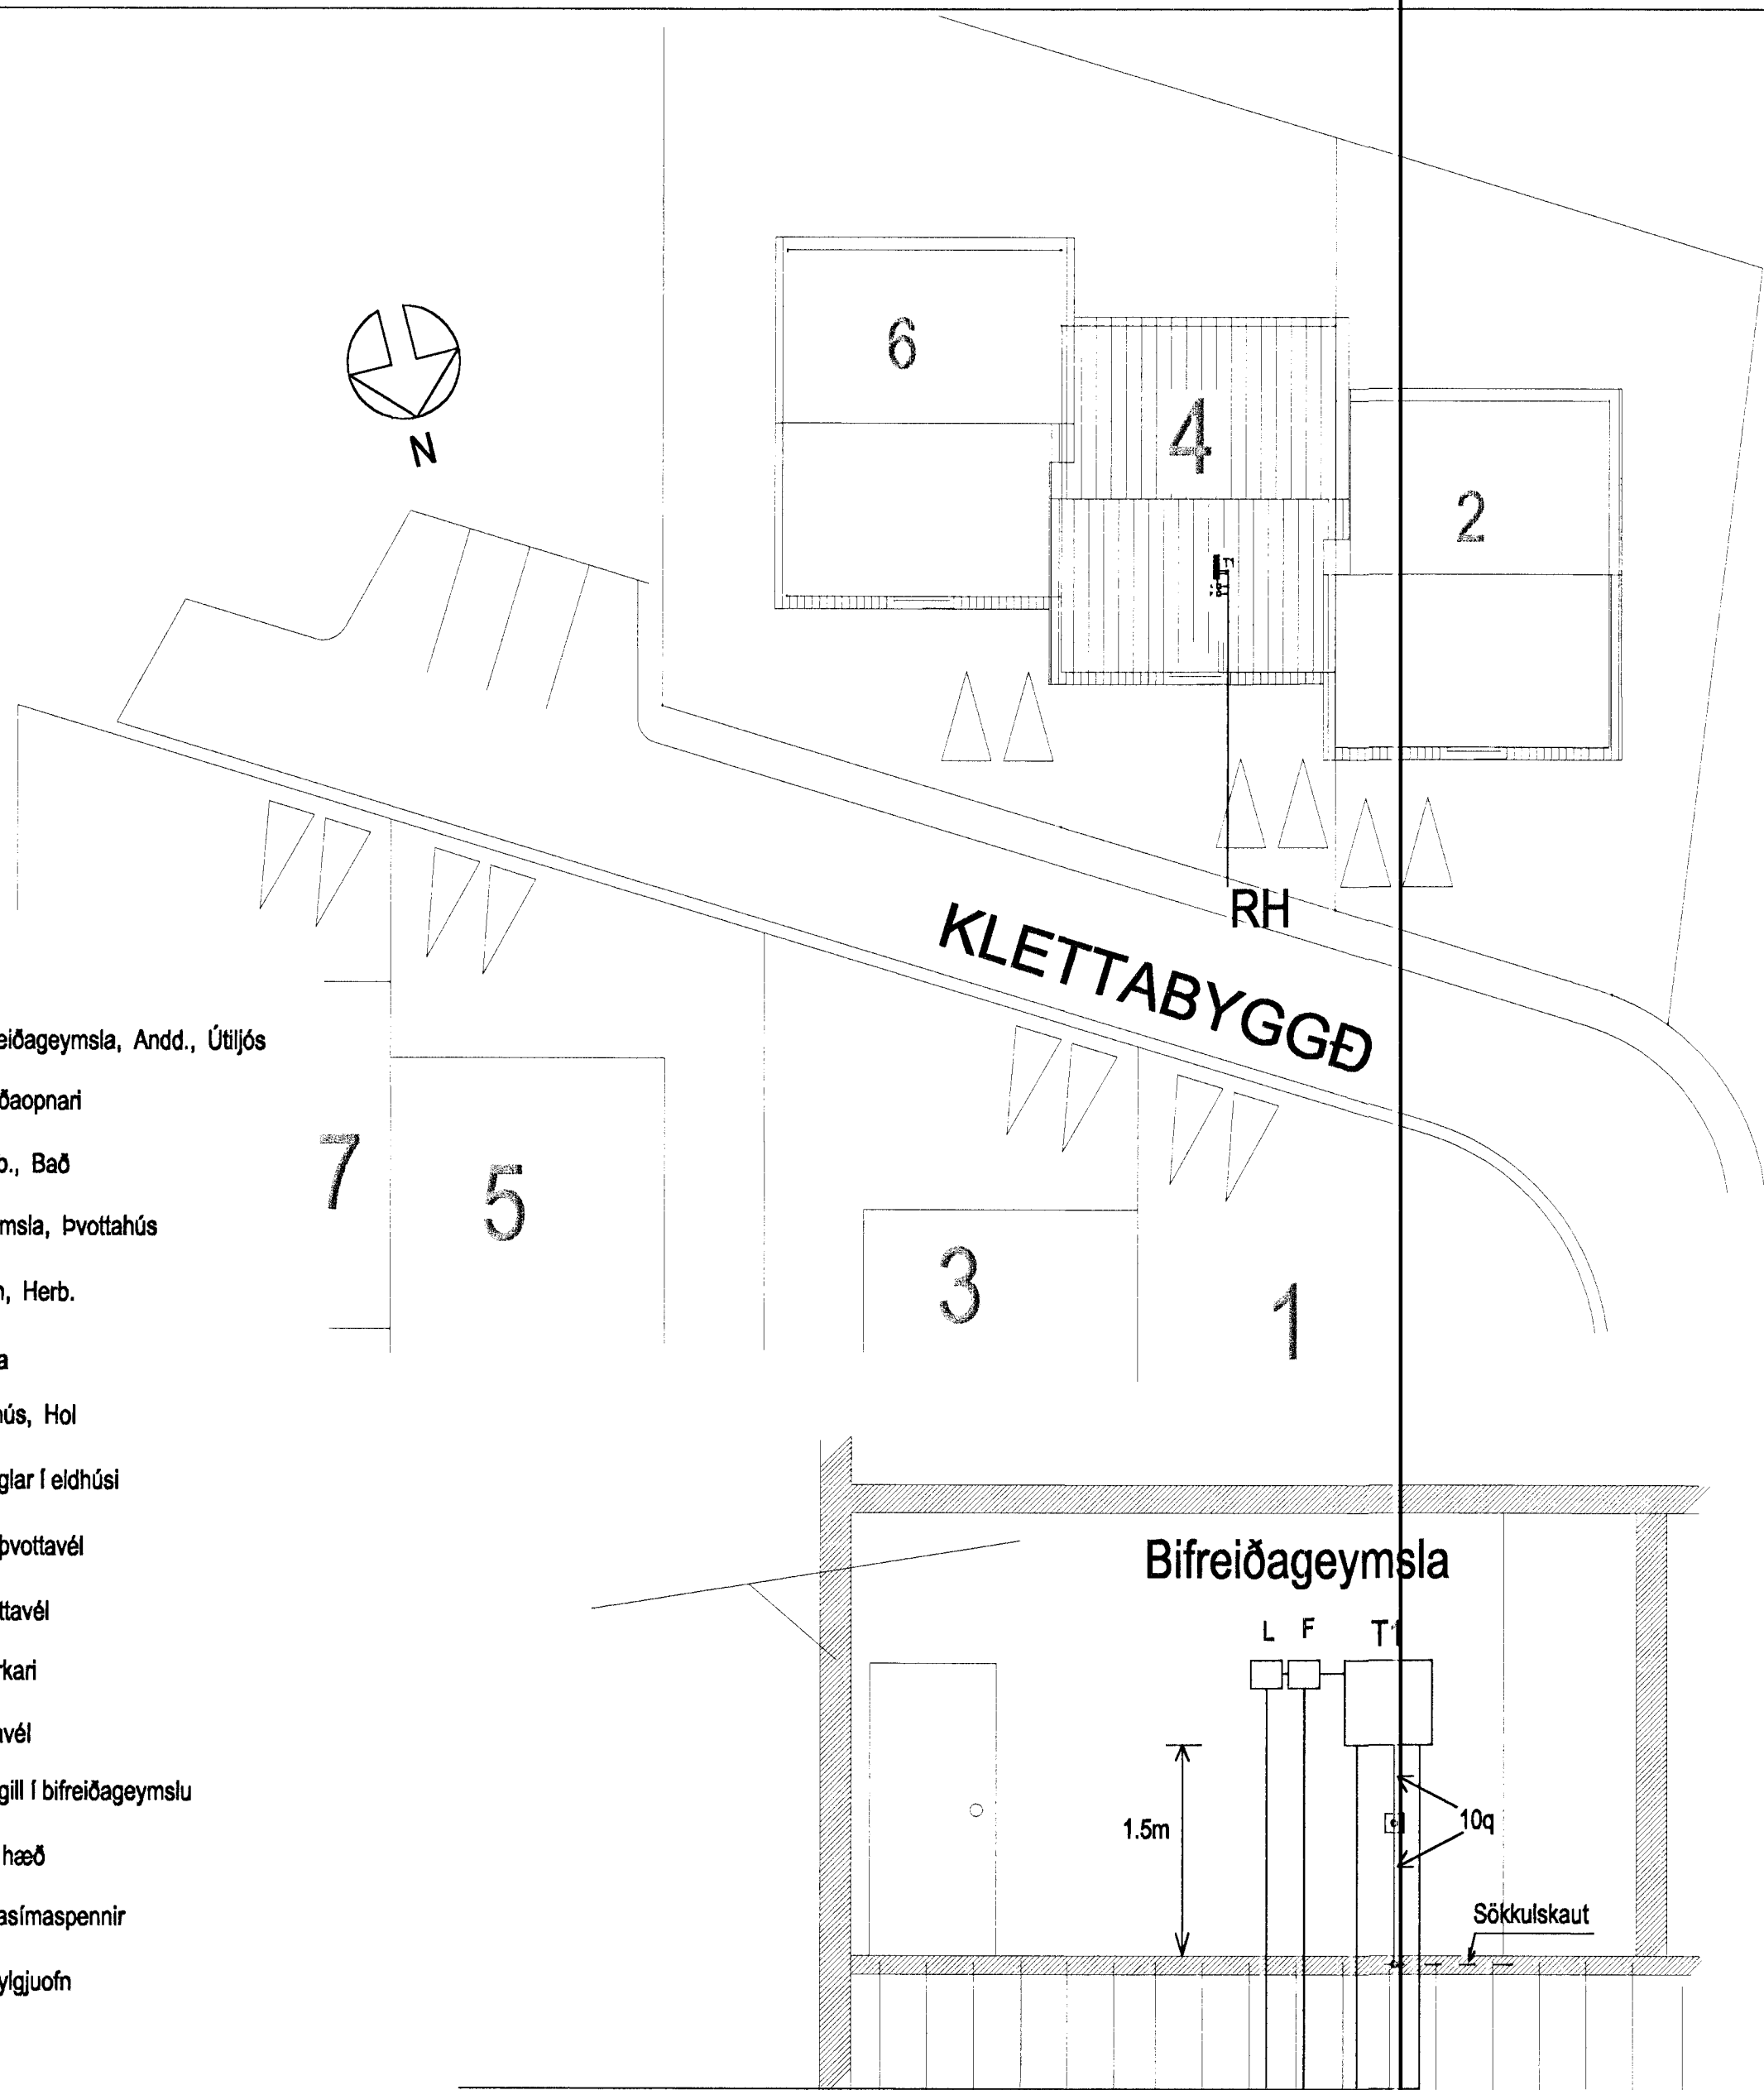 6
4
2
T1
N
RH
KLETTABYGGÐ
7
5
3
1
eiðageymsla, Andd., Útiljós
ðaopnari
o., Bað
msla, Þvottahús
n, Herb.
a
hús, Hol
glar í eldhúsi
þvottavél
ttavél
rkari
avél
gill í bifreiðageymslu
hæð
asímaspennir
ylgjuofn
Bifreiðageymsla
L F T1
1.5m
10q
Sökkulskaut